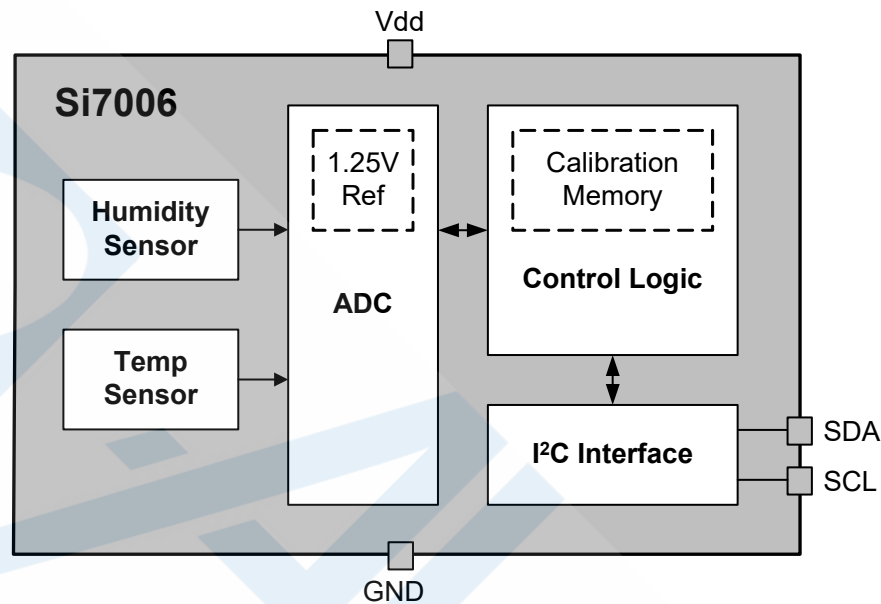 Vdd
Si7006
1.25V
Ref
Calibration
Memory
Humidity
Sensor
ADC
Control Logic
Temp
Sensor
I²C Interface
SDA
SCL
GND